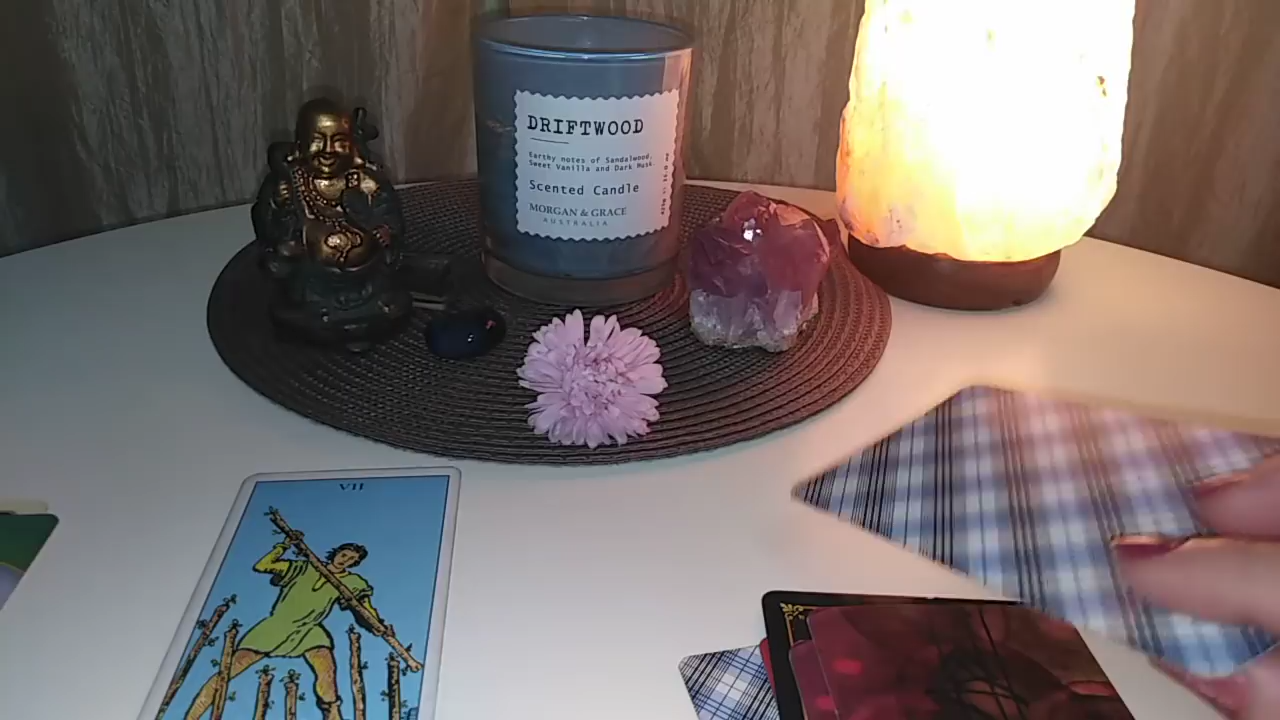 DRIFTWOOD
Earthy notes of Sandalwood,
Sweet Vanilla and Dark Musk.
Scented Candle
MORGAN & GRACE
AUSTRALIA
VII